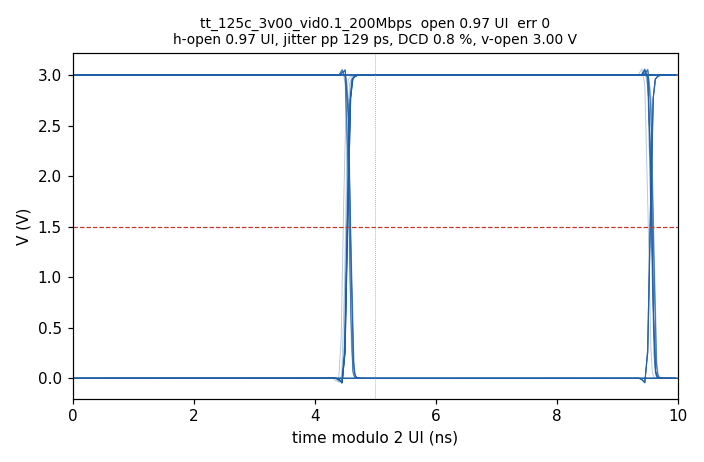 tt_125c_3v00_vid0.1_200Mbps  open 0.97 UI  err 0
h-open 0.97 UI, jitter pp 129 ps, DCD 0.8 %, v-open 3.00 V
3.0
2.5
2.0
1.5
1.0
0.5
0.0
V (V)
0 2 4 6 8 10
time modulo 2 UI (ns)